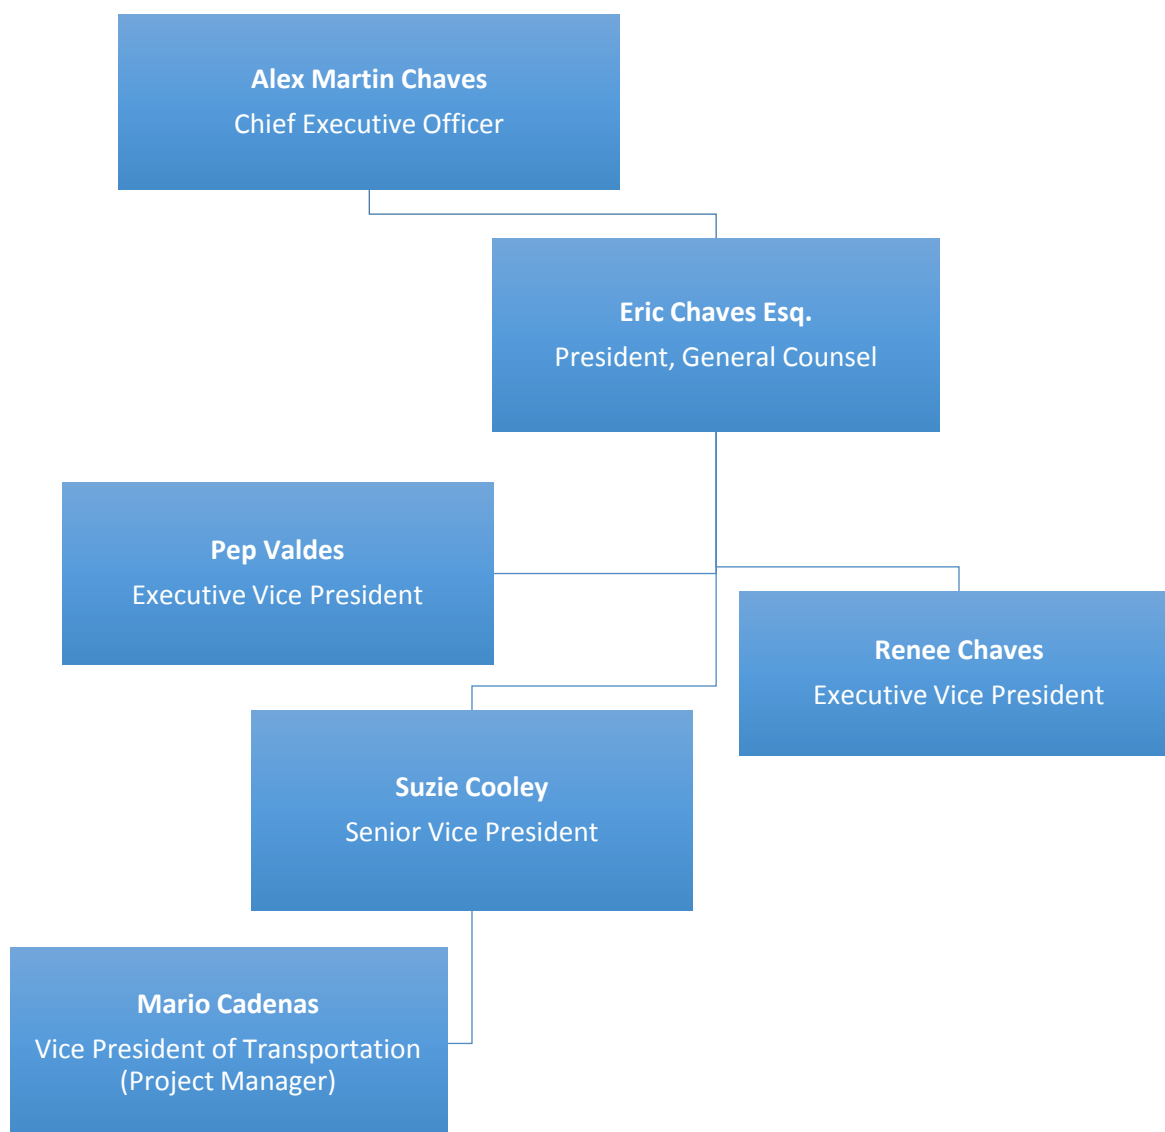 Alex Martin Chaves
Chief Executive Officer
Eric Chaves Esq.
President, General Counsel
Pep Valdes
Executive Vice President
Renee Chaves
Executive Vice President
Suzie Cooley
Senior Vice President
Mario Cadenas
Vice President of Transportation
(Project Manager)